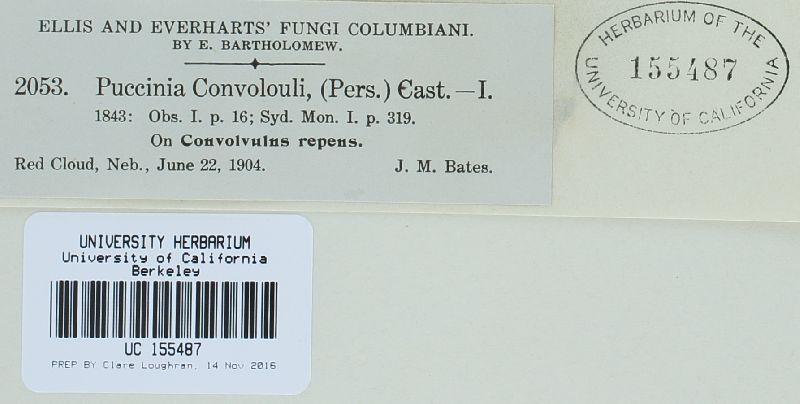 ELLIS AND EVERHARTS' FUNGI COLUMBIANI.
BY E. BARTHOLOMEW.
2053. Puccinia Convolouli, (Pers.) Cast. — I.
1843: Obs. I. p. 16; Syd. Mon. I. p. 319.
On Convolvulns repens.
Red Cloud, Neb., June 22, 1904. J. M. Bates.
HERBARIUM OF THE
155487
UNIVERSITY OF CALIFORNIA
UNIVERSITY HERBARIUM
University of California
Berkeley
UC 155487
PREP BY Clare Loughran, 14 Nov 2016